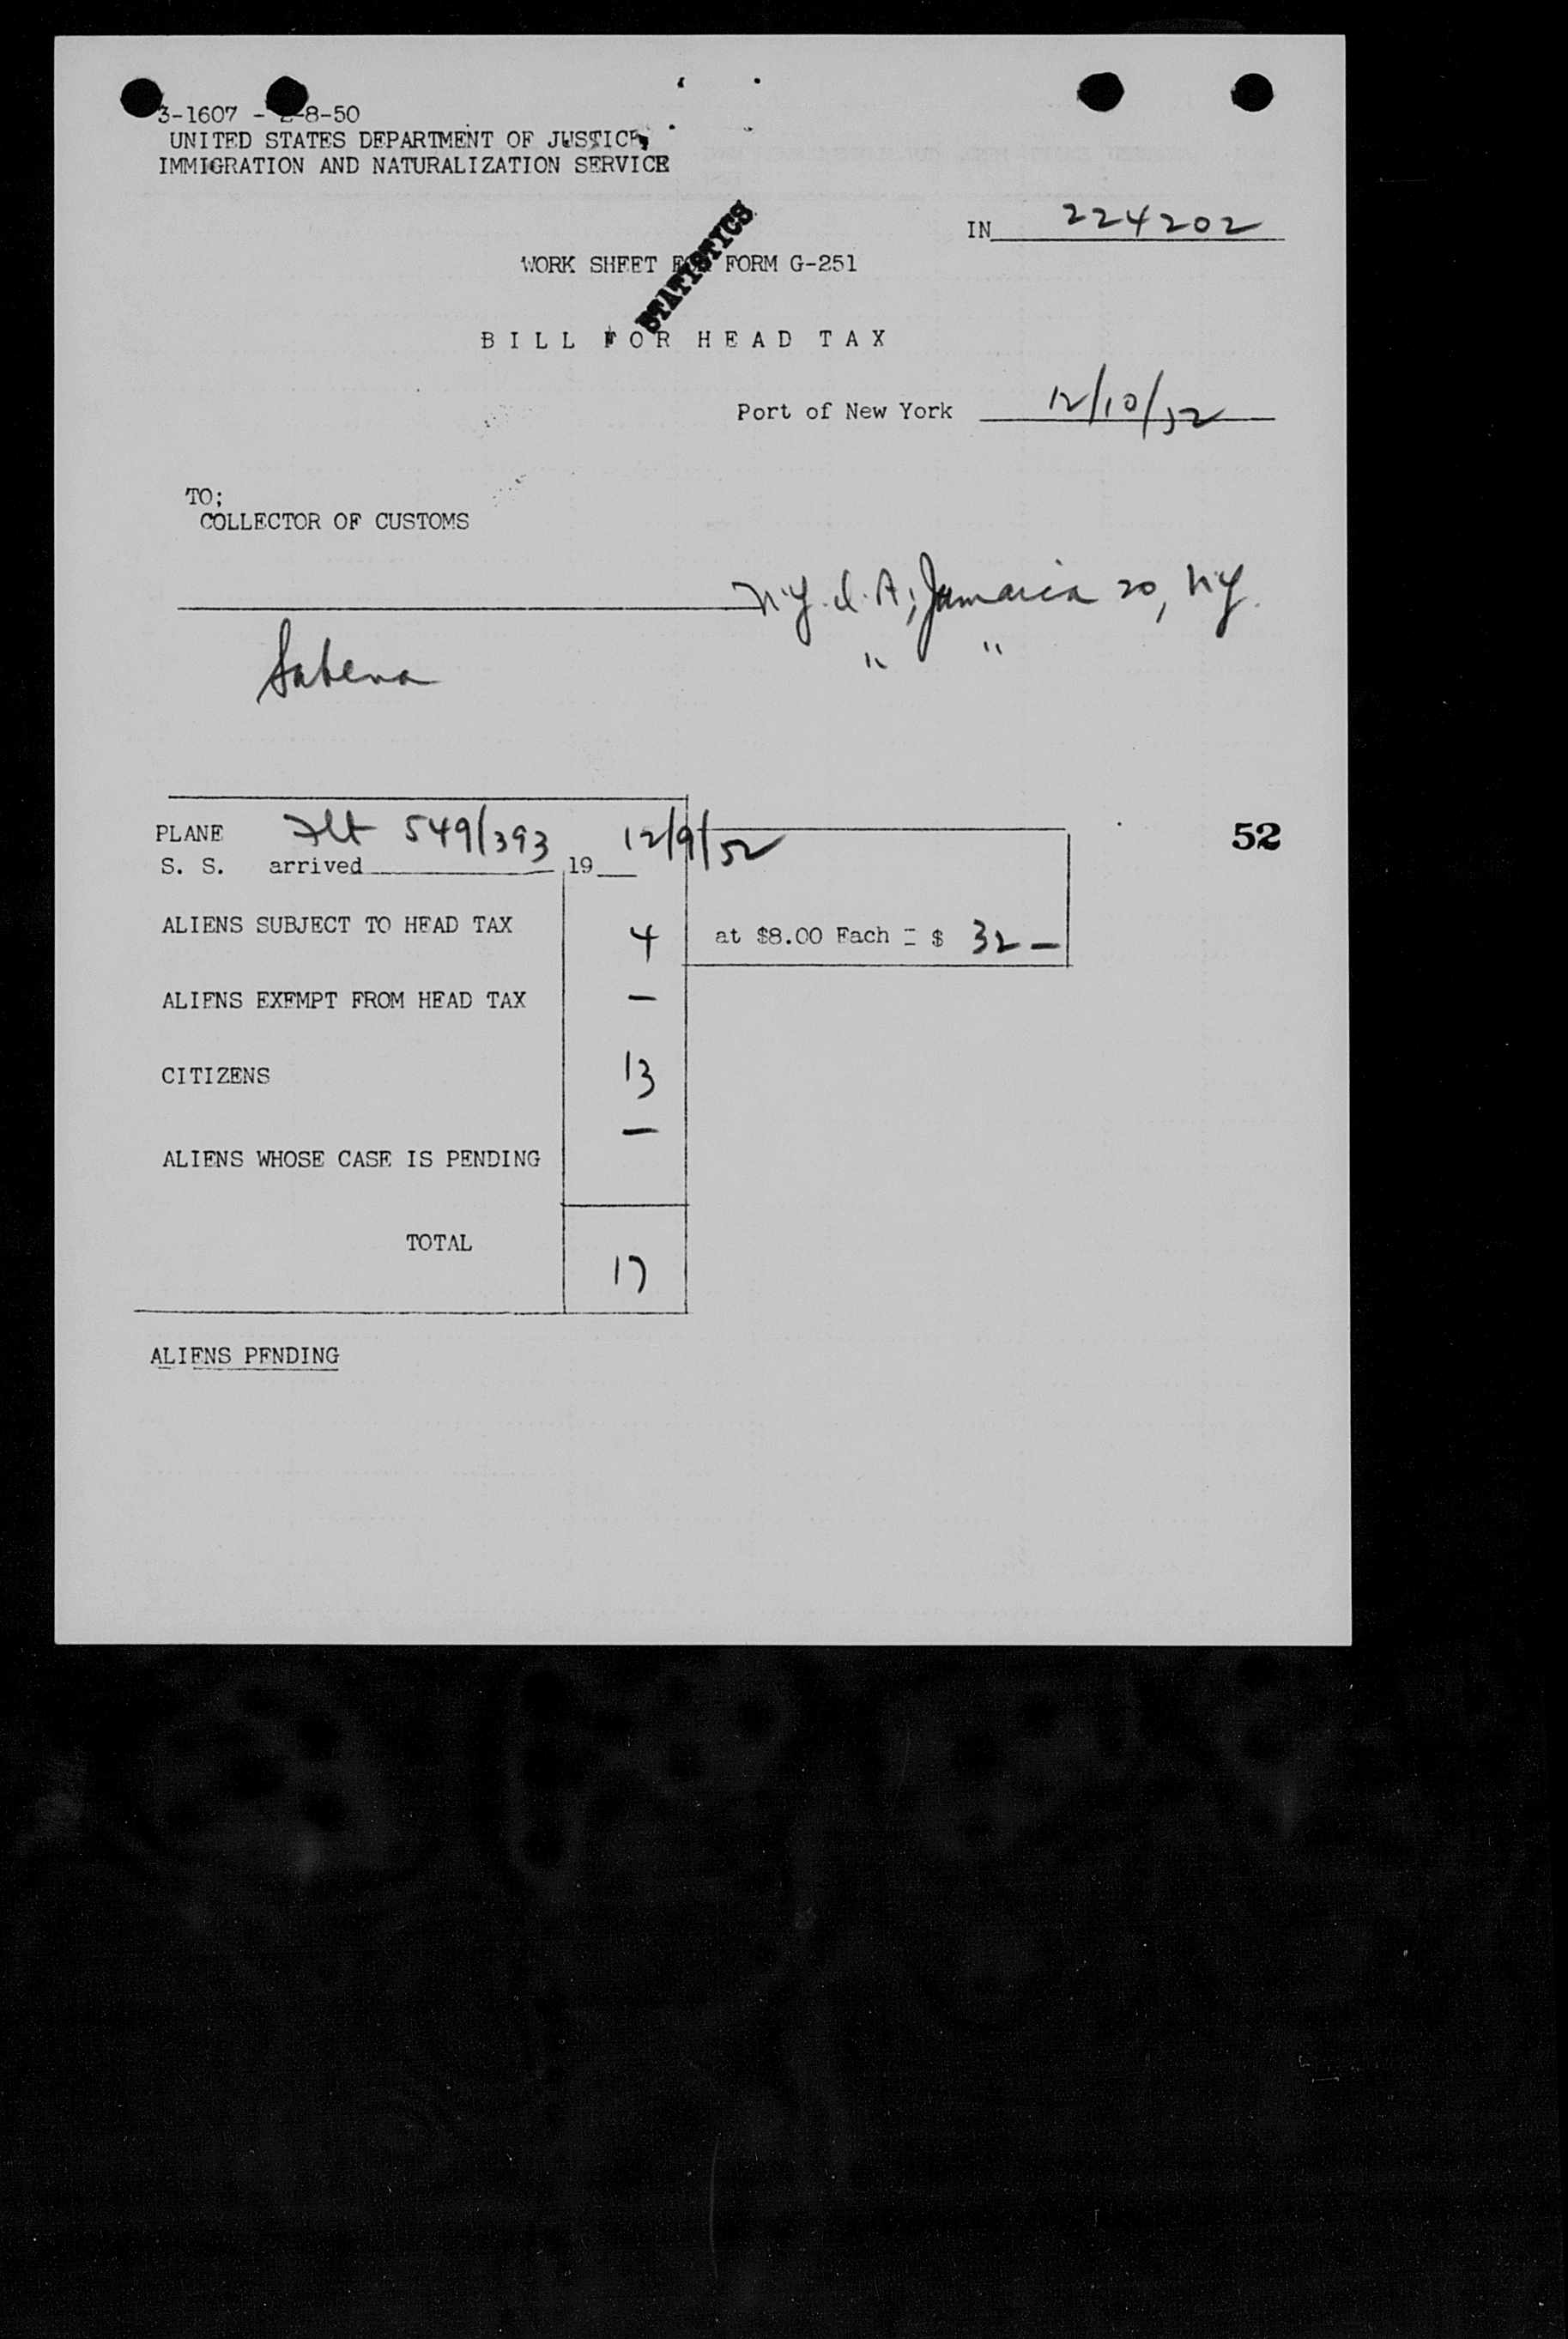 3-1607 - 2-8-50
UNITED STATES DEPARTMENT OF JUSTICE,
IMMIGRATION AND NATURALIZATION SERVICE
IN 224202
STATISTICS
WORK SHEET FOR FORM G-251
BILL FOR HEAD TAX
Port of New York 12/10/52
TO;
COLLECTOR OF CUSTOMS
N.Y.I.A, Jamaica 20, N.Y.
" "
Sabena
PLANE Flt 549/393 12/9/52
52
S. S. arrived 19
ALIENS SUBJECT TO HEAD TAX 4 at $8.00 Each = $ 32 —
ALIENS EXEMPT FROM HEAD TAX —
CITIZENS 13
—
ALIENS WHOSE CASE IS PENDING
TOTAL 17
ALIENS PENDING